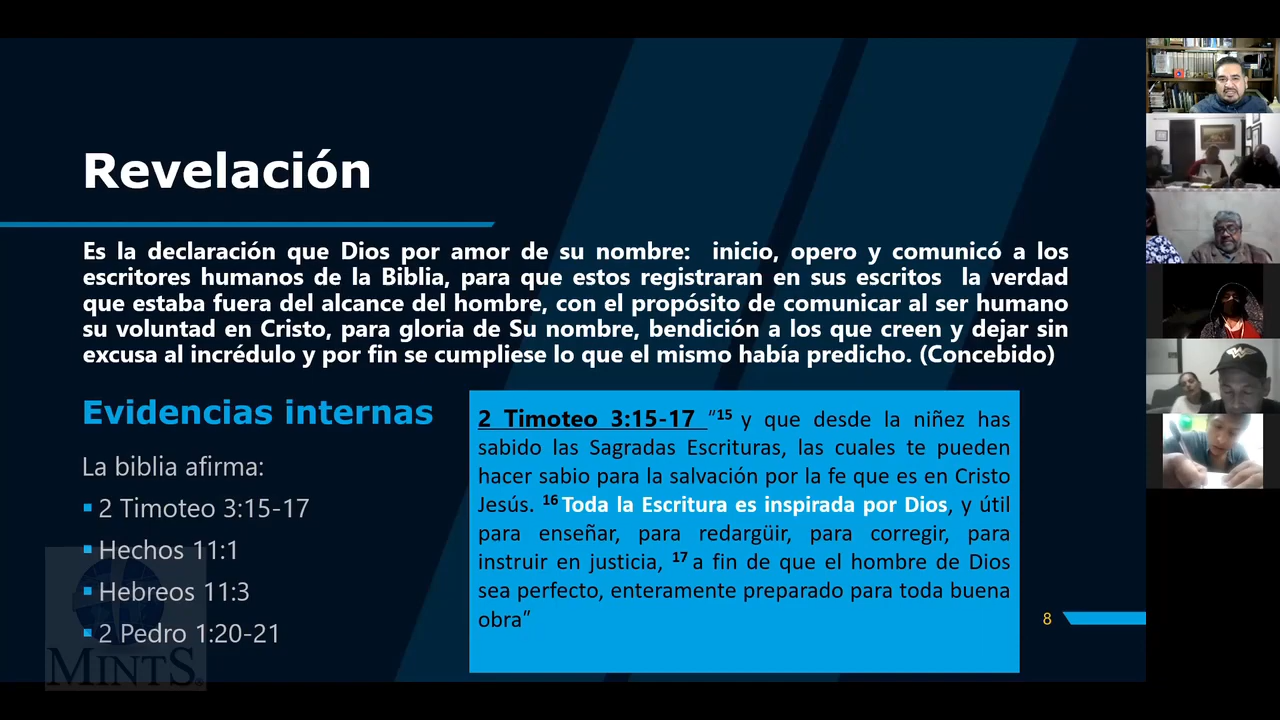 Revelación
Es la declaración que Dios por amor de su nombre: inicio, opero y comunicó a los
escritores humanos de la Biblia, para que estos registraran en sus escritos la verdad
que estaba fuera del alcance del hombre, con el propósito de comunicar al ser humano
su voluntad en Cristo, para gloria de Su nombre, bendición a los que creen y dejar sin
excusa al incrédulo y por fin se cumpliese lo que el mismo había predicho. (Concebido)
Evidencias internas
La biblia afirma:
▪ 2 Timoteo 3:15-17
▪ Hechos 11:1
▪ Hebreos 11:3
▪ 2 Pedro 1:20-21
2 Timoteo 3:15-17 “15 y que desde la niñez has
sabido las Sagradas Escrituras, las cuales te pueden
hacer sabio para la salvación por la fe que es en Cristo
Jesús. 16 Toda la Escritura es inspirada por Dios, y útil
para enseñar, para redargüir, para corregir, para
instruir en justicia, 17 a fin de que el hombre de Dios
sea perfecto, enteramente preparado para toda buena
obra”
8
MINTS®